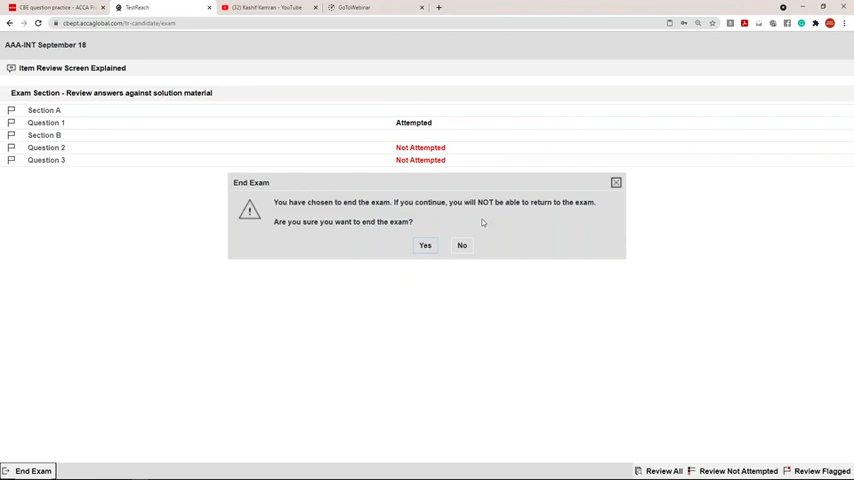 CBE question practice - ACCA Pr
TestReach
(32) Kashif Kamran - YouTube
GoToWebinar
cbept.accaglobal.com/tr-candidate/exam
AAA-INT September 18
Item Review Screen Explained
Exam Section - Review answers against solution material
Section A
Question 1 Attempted
Section B
Question 2 Not Attempted
Question 3 Not Attempted
End Exam
You have chosen to end the exam. If you continue, you will NOT be able to return to the exam.
Are you sure you want to end the exam?
Yes No
End Exam Review All Review Not Attempted Review Flagged